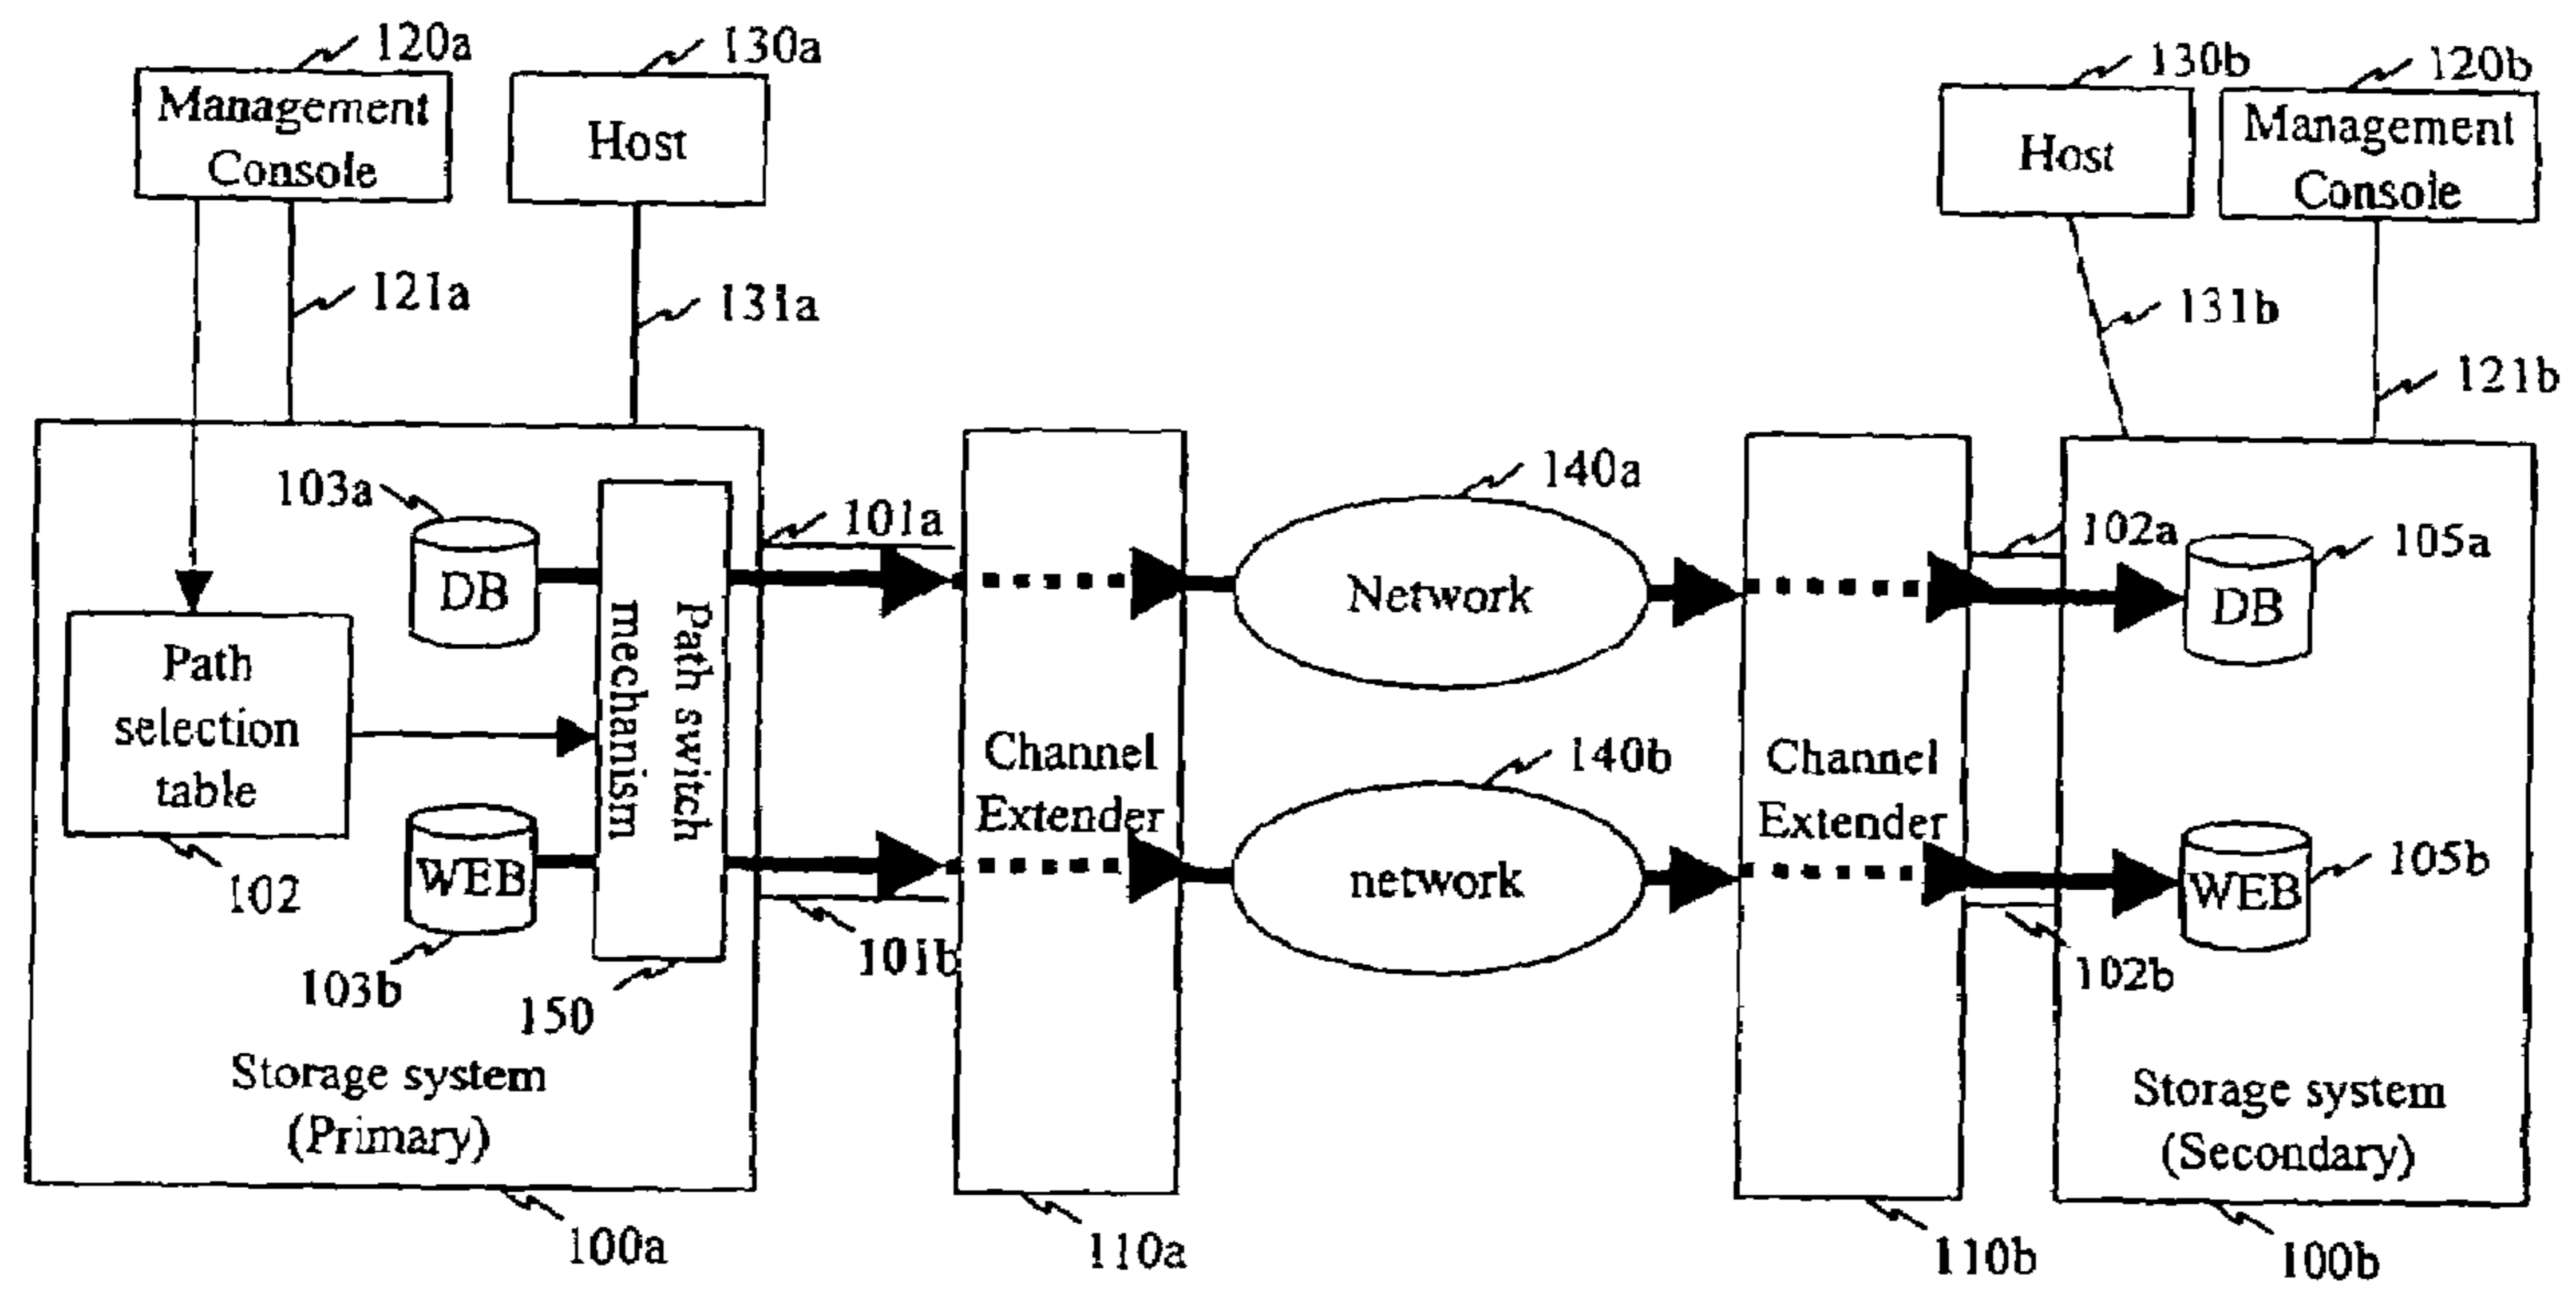 120a
130a
130b
120b
Management
Console
Host
Host
Management
Console
121a
131a
131b
121b
103a
101a
140a
102a
105a
DB
Network
DB
Path
selection
table
Path switch
mechanism
Channel
Extender
140b
Channel
Extender
102
WEB
network
WEB
105b
103b
150
101b
102b
Storage system
(Primary)
Storage system
(Secondary)
100a
110a
110b
100b